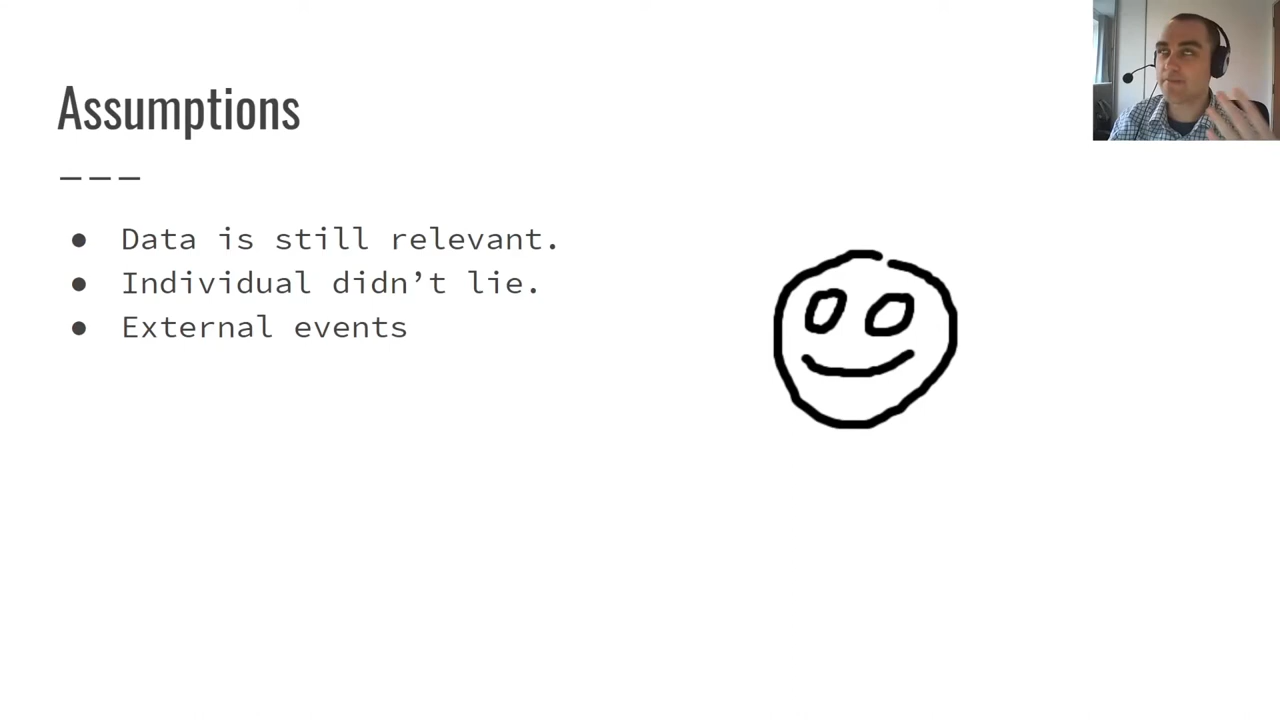 Assumptions
● Data is still relevant.
● Individual didn’t lie.
● External events